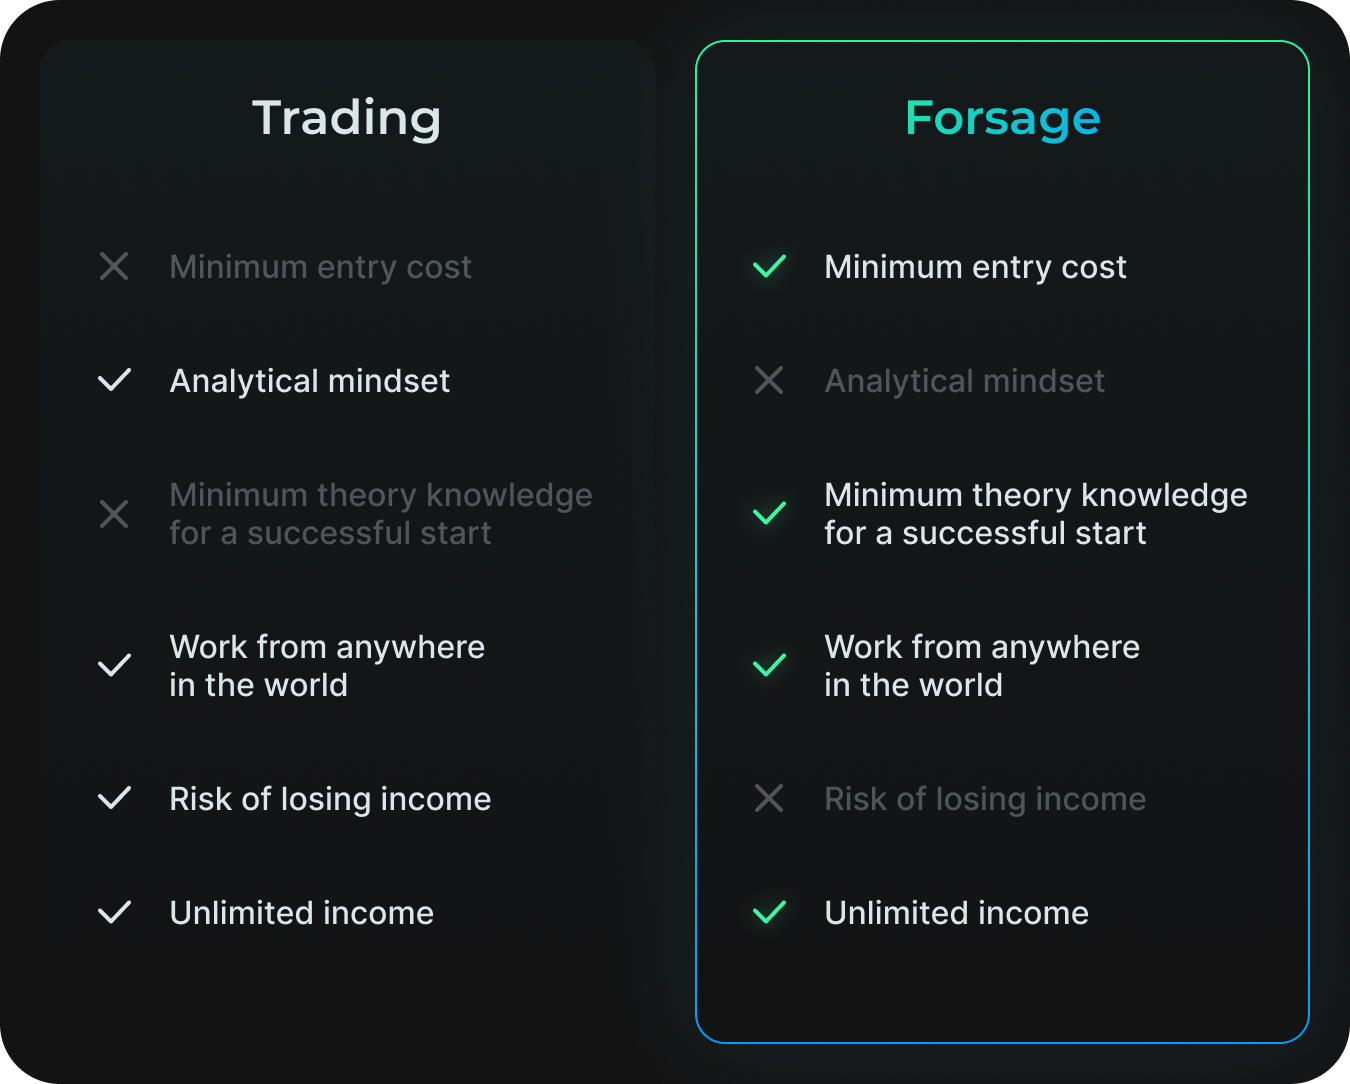 Trading
Minimum entry cost
Analytical mindset
Minimum theory knowledge
for a successful start
Work from anywhere
in the world
Risk of losing income
Unlimited income
Forsage
Minimum entry cost
Analytical mindset
Minimum theory knowledge
for a successful start
Work from anywhere
in the world
Risk of losing income
Unlimited income